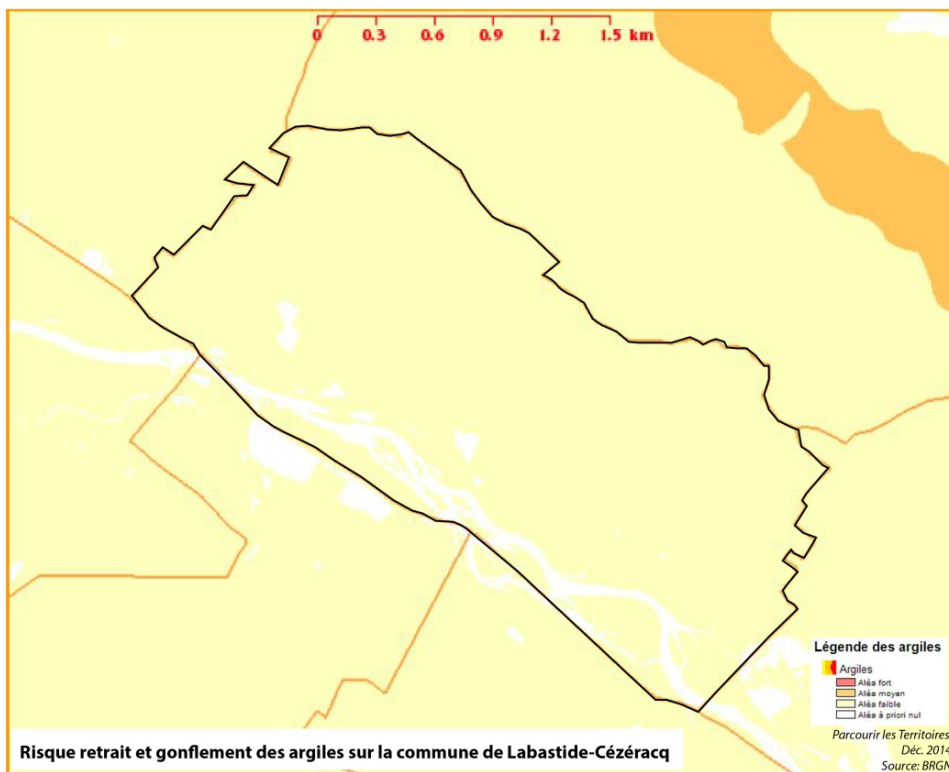 0 0.3 0.6 0.9 1.2 1.5 km
Légende des argiles
Argiles
Aléa fort
Aléa moyen
Aléa faible
Aléa à priori nul
Risque retrait et gonflement des argiles sur la commune de Labastide-Cézéracq
Parcourir les Territoires
Déc. 2014
Source: BRGN